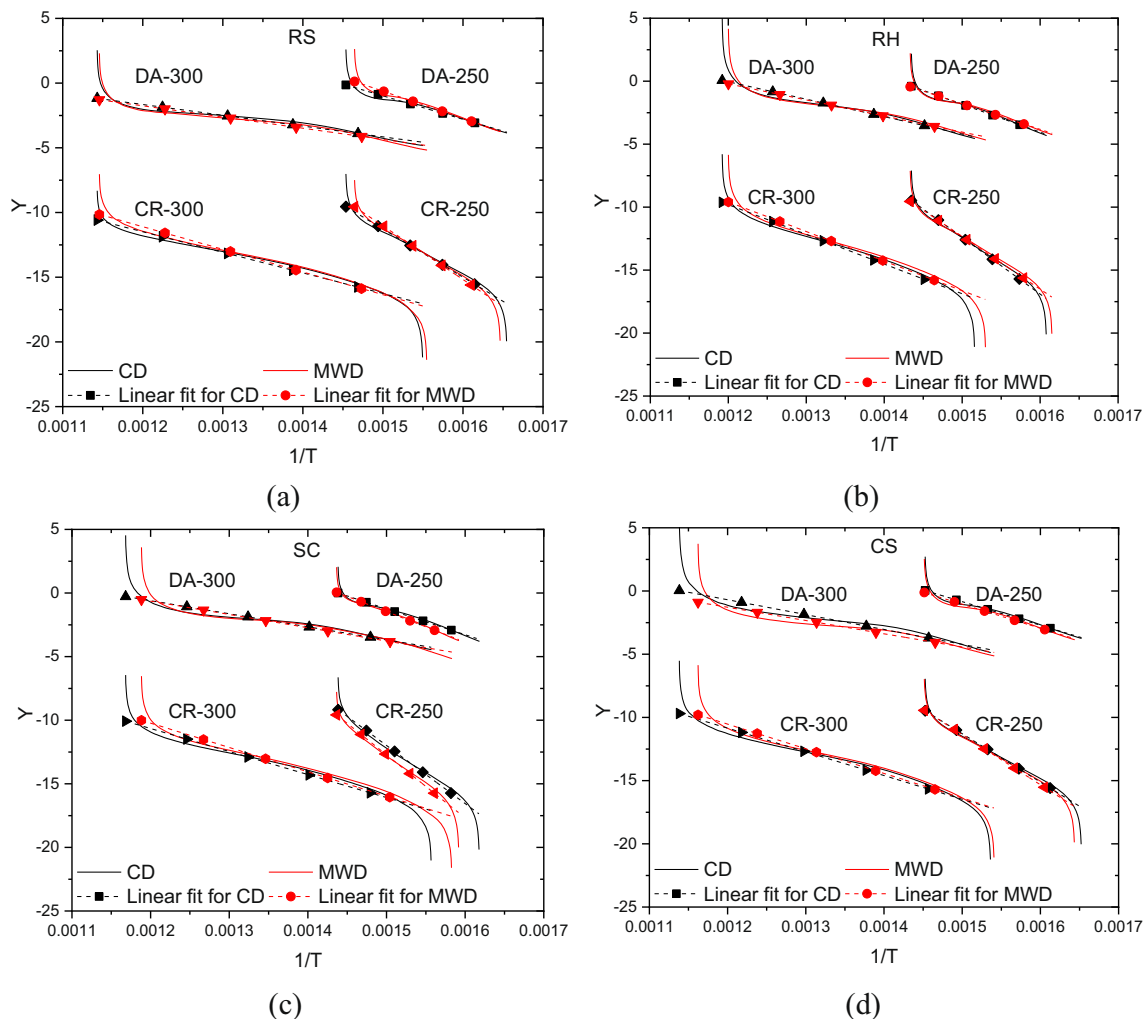 RS
DA-300
DA-250
CR-300
CR-250
5
0
-5
-10
-15
-20
-25
Y
CD
MWD
Linear fit for CD
Linear fit for MWD
0.0011 0.0012 0.0013 0.0014 0.0015 0.0016 0.0017
1/T
(a)
RH
DA-300
DA-250
CR-300
CR-250
5
0
-5
-10
-15
-20
-25
Y
CD
MWD
Linear fit for CD
Linear fit for MWD
0.0011 0.0012 0.0013 0.0014 0.0015 0.0016 0.0017
1/T
(b)
SC
DA-300
DA-250
CR-300
CR-250
5
0
-5
-10
-15
-20
-25
Y
CD
MWD
Linear fit for CD
Linear fit for MWD
0.0011 0.0012 0.0013 0.0014 0.0015 0.0016 0.0017
1/T
(c)
CS
DA-300
DA-250
CR-300
CR-250
5
0
-5
-10
-15
-20
-25
Y
CD
MWD
Linear fit for CD
Linear fit for MWD
0.0011 0.0012 0.0013 0.0014 0.0015 0.0016 0.0017
1/T
(d)